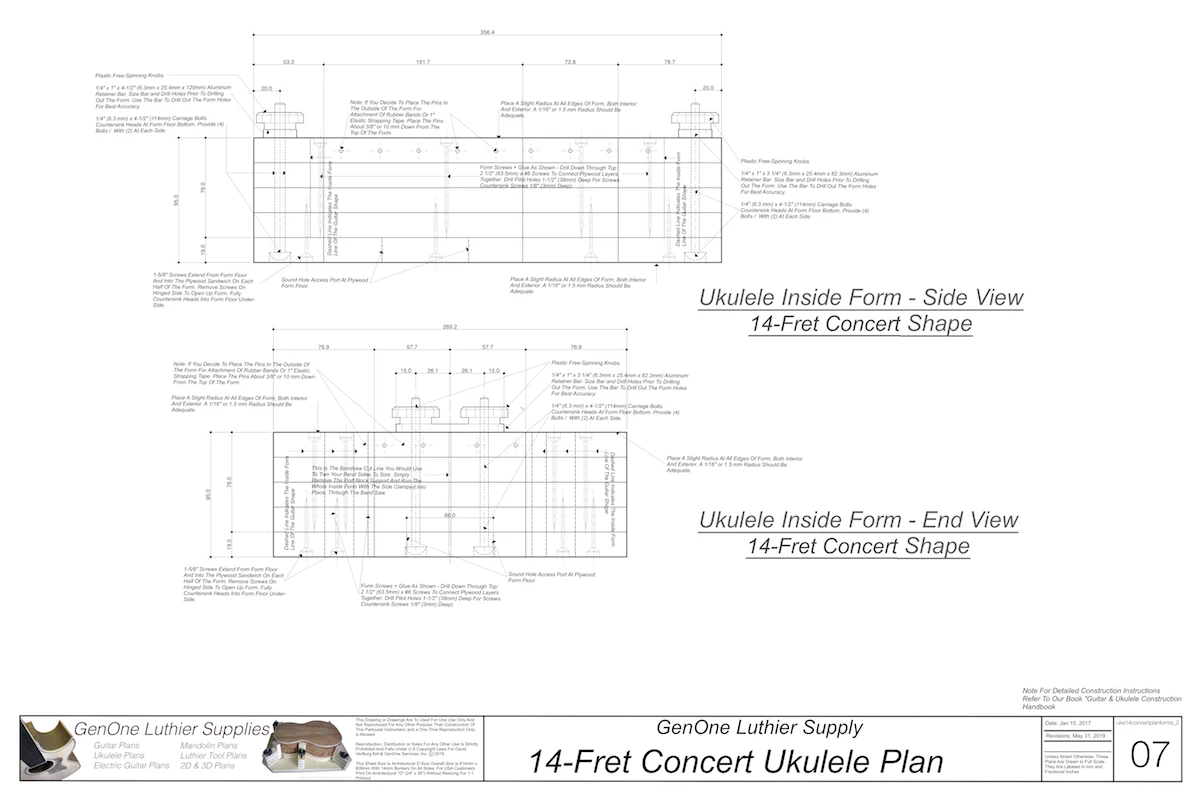 356.4
53.3
151.7
72.8
78.7
20.0
20.0
Plastic Free-Spinning Knobs.
1/4" x 1" x 4-1/2" (6.3mm x 25.4mm x 120mm) Aluminum
Retainer Bar. Size Bar and Drill Holes Prior To Drilling
Out The Form. Use The Bar To Drill Out The Form Holes
For Best Accuracy
1/4" (6.3 mm) x 4-1/2" (114mm) Carriage Bolts.
Countersink Heads At Form Floor Bottom. Provide (4)
Bolts / With (2) At Each Side
Note: If You Decide To Place The Pins In
The Outside Of The Form For
Attachment Of Rubber Bands Or 1"
Elastic Strapping Tape. Place The Pins
About 3/8" or 10 mm Down From The
Top Of The Form
Place A Slight Radius At All Edges Of Form, Both Interior
And Exterior. A 1/16" or 1.5 mm Radius Should Be
Adequate.
Form Screws + Glue As Shown - Drill Down Through Top:
2 1/2" (63.5mm) x #6 Screws To Connect Plywood Layers
Together. Drill Pilot Holes 1-1/2" (38mm) Deep For Screws.
Countersink Screws 1/8" (3mm) Deep)
Dashed Line Indicates The Inside Form
Line Of The Guitar Shape
Dashed Line Indicates The Inside Form
Line Of The Guitar Shape
Plastic Free-Spinning Knobs.
1/4" x 1" x 3 1/4" (6.3mm x 25.4mm x 82.3mm) Aluminum
Retainer Bar. Size Bar and Drill Holes Prior To Drilling
Out The Form. Use The Bar To Drill Out The Form Holes
For Best Accuracy
1/4" (6.3 mm) x 4-1/2" (114mm) Carriage Bolts.
Countersink Heads At Form Floor Bottom. Provide (4)
Bolts / With (2) At Each Side
95.0
76.0
19.0
1-5/8" Screws Extend From Form Floor
And Into The Plywood Sandwich On Each
Half Of The Form. Remove Screws On
Hinged Side To Open Up Form. Fully
Countersink Heads Into Form Floor Under-
Side.
Sound Hole Access Port At Plywood
Form Floor.
Place A Slight Radius At All Edges Of Form, Both Interior
And Exterior. A 1/16" or 1.5 mm Radius Should Be
Adequate.
Ukulele Inside Form - Side View
14-Fret Concert Shape
269.2
76.9
57.7
57.7
76.9
15.0
26.1
26.1
15.0
Note: If You Decide To Place The Pins In The Outside Of
The Form For Attachment Of Rubber Bands Or 1" Elastic
Strapping Tape. Place The Pins About 3/8" or 10 mm Down
From The Top Of The Form
Place A Slight Radius At All Edges Of Form, Both Interior
And Exterior. A 1/16" or 1.5 mm Radius Should Be
Adequate.
Plastic Free-Spinning Knobs.
1/4" x 1" x 3 1/4" (6.3mm x 25.4mm x 82.3mm) Aluminum
Retainer Bar. Size Bar and Drill Holes Prior To Drilling
Out The Form. Use The Bar To Drill Out The Form Holes
For Best Accuracy
1/4" (6.3 mm) x 4-1/2" (114mm) Carriage Bolts.
Countersink Heads At Form Floor Bottom. Provide (4)
Bolts / With (2) At Each Side
Place A Slight Radius At All Edges Of Form, Both Interior
And Exterior. A 1/16" or 1.5 mm Radius Should Be
Adequate.
This Is The Bandsaw Cut Line You Would Use
To Trim Your Bend Sides To Size. Simply
Remove The End Block Support And Run The
Whole Inside Form With The Side Clamped Into
Place, Through The Band Saw.
Dashed Line Indicates The Inside Form
Line Of The Guitar Shape
Dashed Line Indicates The Inside Form
Line Of The Guitar Shape
95.0
76.0
19.0
66.0
1-5/8" Screws Extend From Form Floor
And Into The Plywood Sandwich On Each
Half Of The Form. Remove Screws On
Hinged Side To Open Up Form. Fully
Countersink Heads Into Form Floor Under-
Side.
Form Screws + Glue As Shown - Drill Down Through Top:
2 1/2" (63.5mm) x #6 Screws To Connect Plywood Layers
Together. Drill Pilot Holes 1-1/2" (38mm) Deep For Screws.
Countersink Screws 1/8" (3mm) Deep)
Sound Hole Access Port At Plywood
Form Floor.
Ukulele Inside Form - End View
14-Fret Concert Shape
Note For Detailed Construction Instructions
Refer To Our Book "Guitar & Ukulele Construction
Handbook
GenOne Luthier Supplies
Guitar Plans
Ukulele Plans
Electric Guitar Plans
Mandolin Plans
Luthier Tool Plans
2D & 3D Plans
This Drawing or Drawings Are To Used For One Use Only And
Not Reproduced For Any Other Purpose Than Construction Of
This Particular Instrument, and a One Time Reproduction Only
is Allowed
Reproduction, Distribution or Sales For Any Other Use Is Strictly
Prohibited And Falls Under U.S Copyright Laws For David
GenOne Services, Inc. © 2019
This Sheet Size Is Architectural D Size Overall Size Is 914mm x
609mm With 14mm Borders On All Sides. For USA Customers
Print On Architectural "D" (24" x 36") Without Resizing For 1:1
Printout
GenOne Luthier Supply
14-Fret Concert Ukulele Plan
Date: Jan 15, 2017
Revisions: May 31, 2019
Unless Noted Otherwise, These
Plans Are Drawn to Full Scale.
They Are Labeled in mm and
Fractional Inches
uke14concertplanforms_2
07